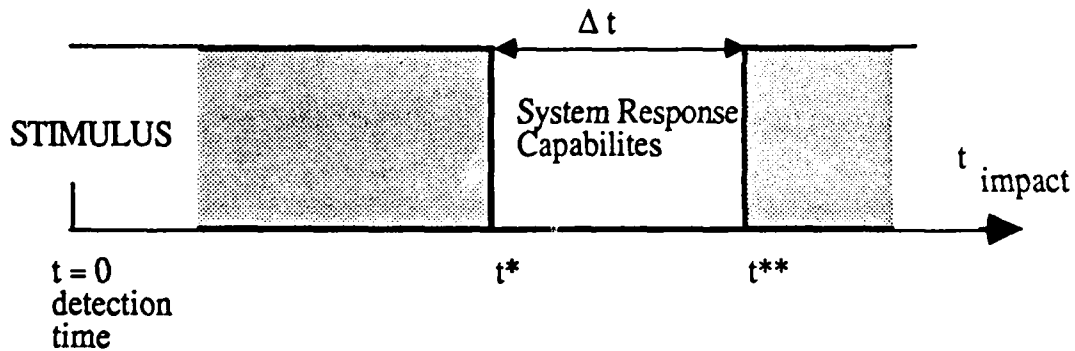 Δ t
System Response
Capabilites
STIMULUS
t impact
t = 0
detection
time
t*
t**